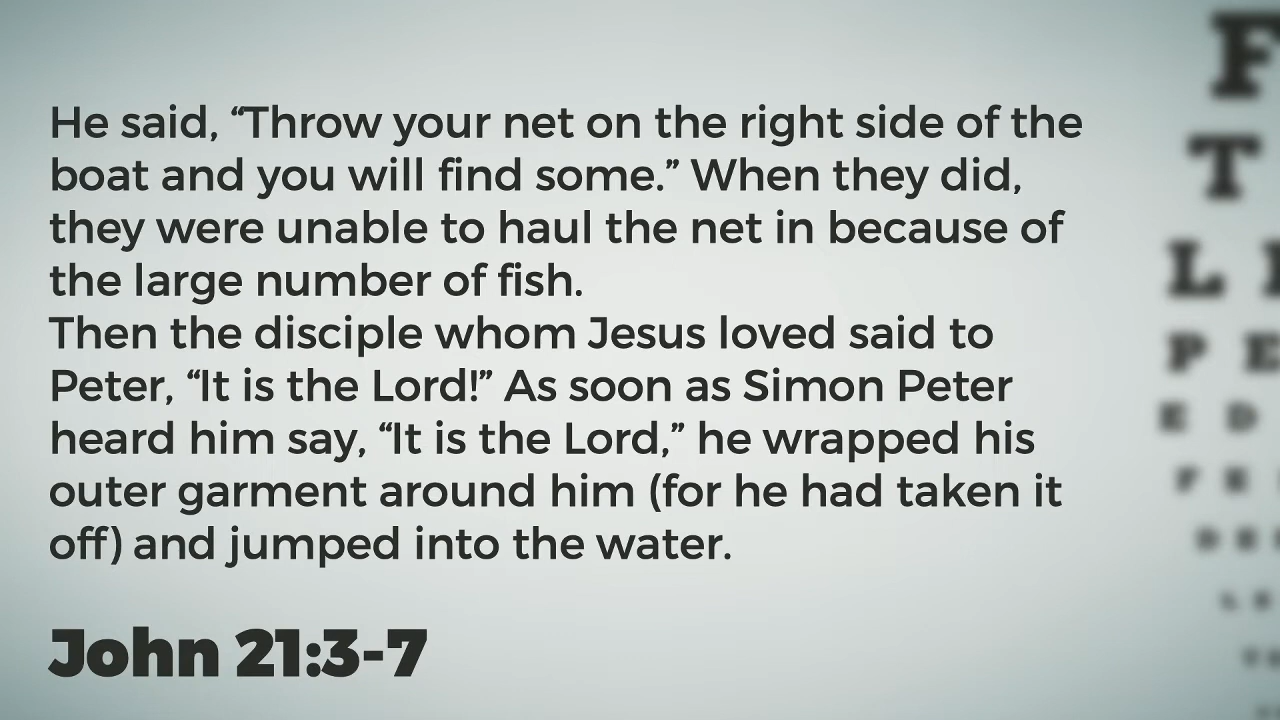 He said, “Throw your net on the right side of the
boat and you will find some.” When they did,
they were unable to haul the net in because of
the large number of fish.
Then the disciple whom Jesus loved said to
Peter, “It is the Lord!” As soon as Simon Peter
heard him say, “It is the Lord,” he wrapped his
outer garment around him (for he had taken it
off) and jumped into the water.
John 21:3-7
F
T
L
P E
E D
F E
D E
L E